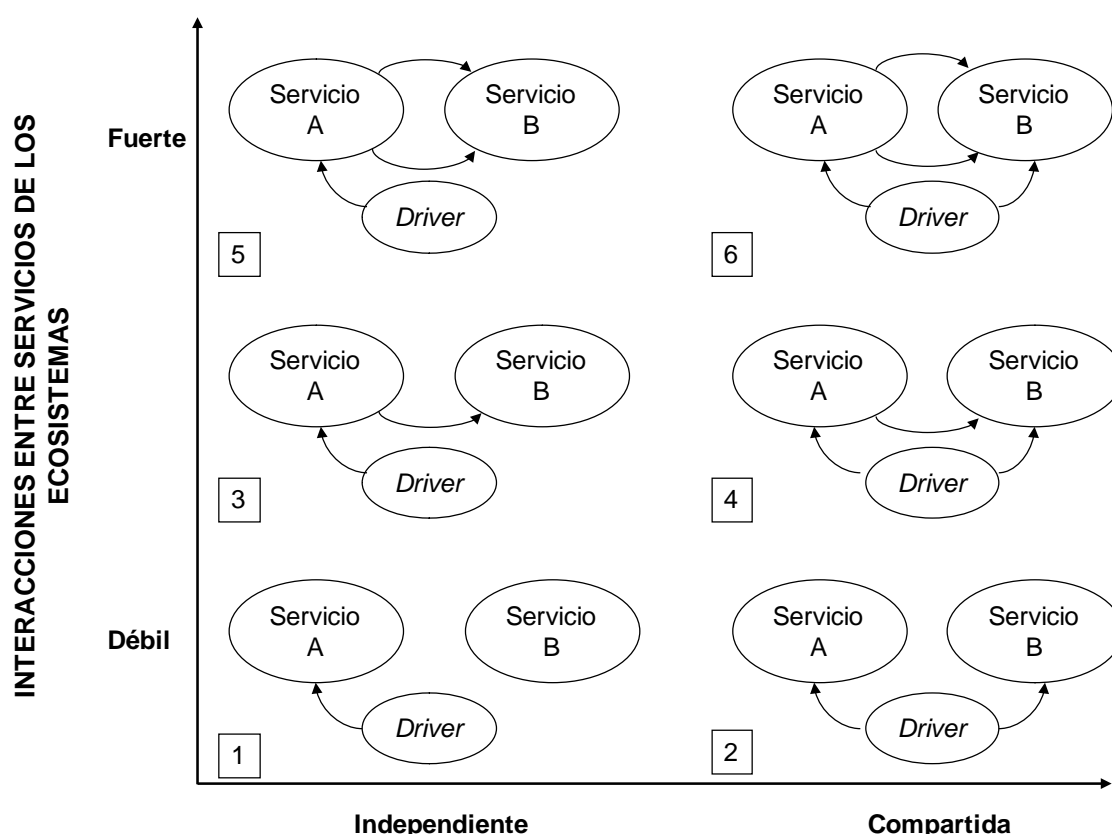 INTERACCIONES ENTRE SERVICIOS DE LOS
ECOSISTEMAS
Fuerte
Servicio
A
Servicio
B
Driver
5
Servicio
A
Servicio
B
Driver
6
Servicio
A
Servicio
B
Driver
3
Servicio
A
Servicio
B
Driver
4
Débil
Servicio
A
Servicio
B
Driver
1
Servicio
A
Servicio
B
Driver
2
Independiente
Compartida